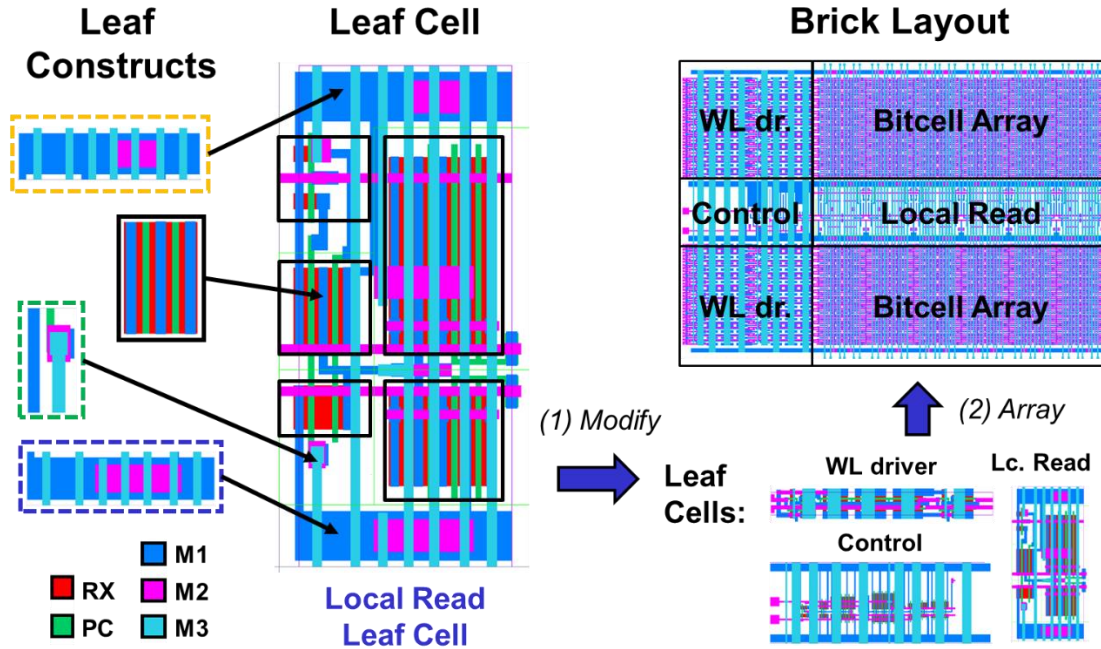 Leaf
Constructs
Leaf Cell
Brick Layout
WL dr.
Bitcell Array
Control
Local Read
WL dr.
Bitcell Array
(1) Modify
(2) Array
Leaf
Cells:
WL driver
Lc. Read
Control
M1
RX
M2
PC
M3
Local Read
Leaf Cell